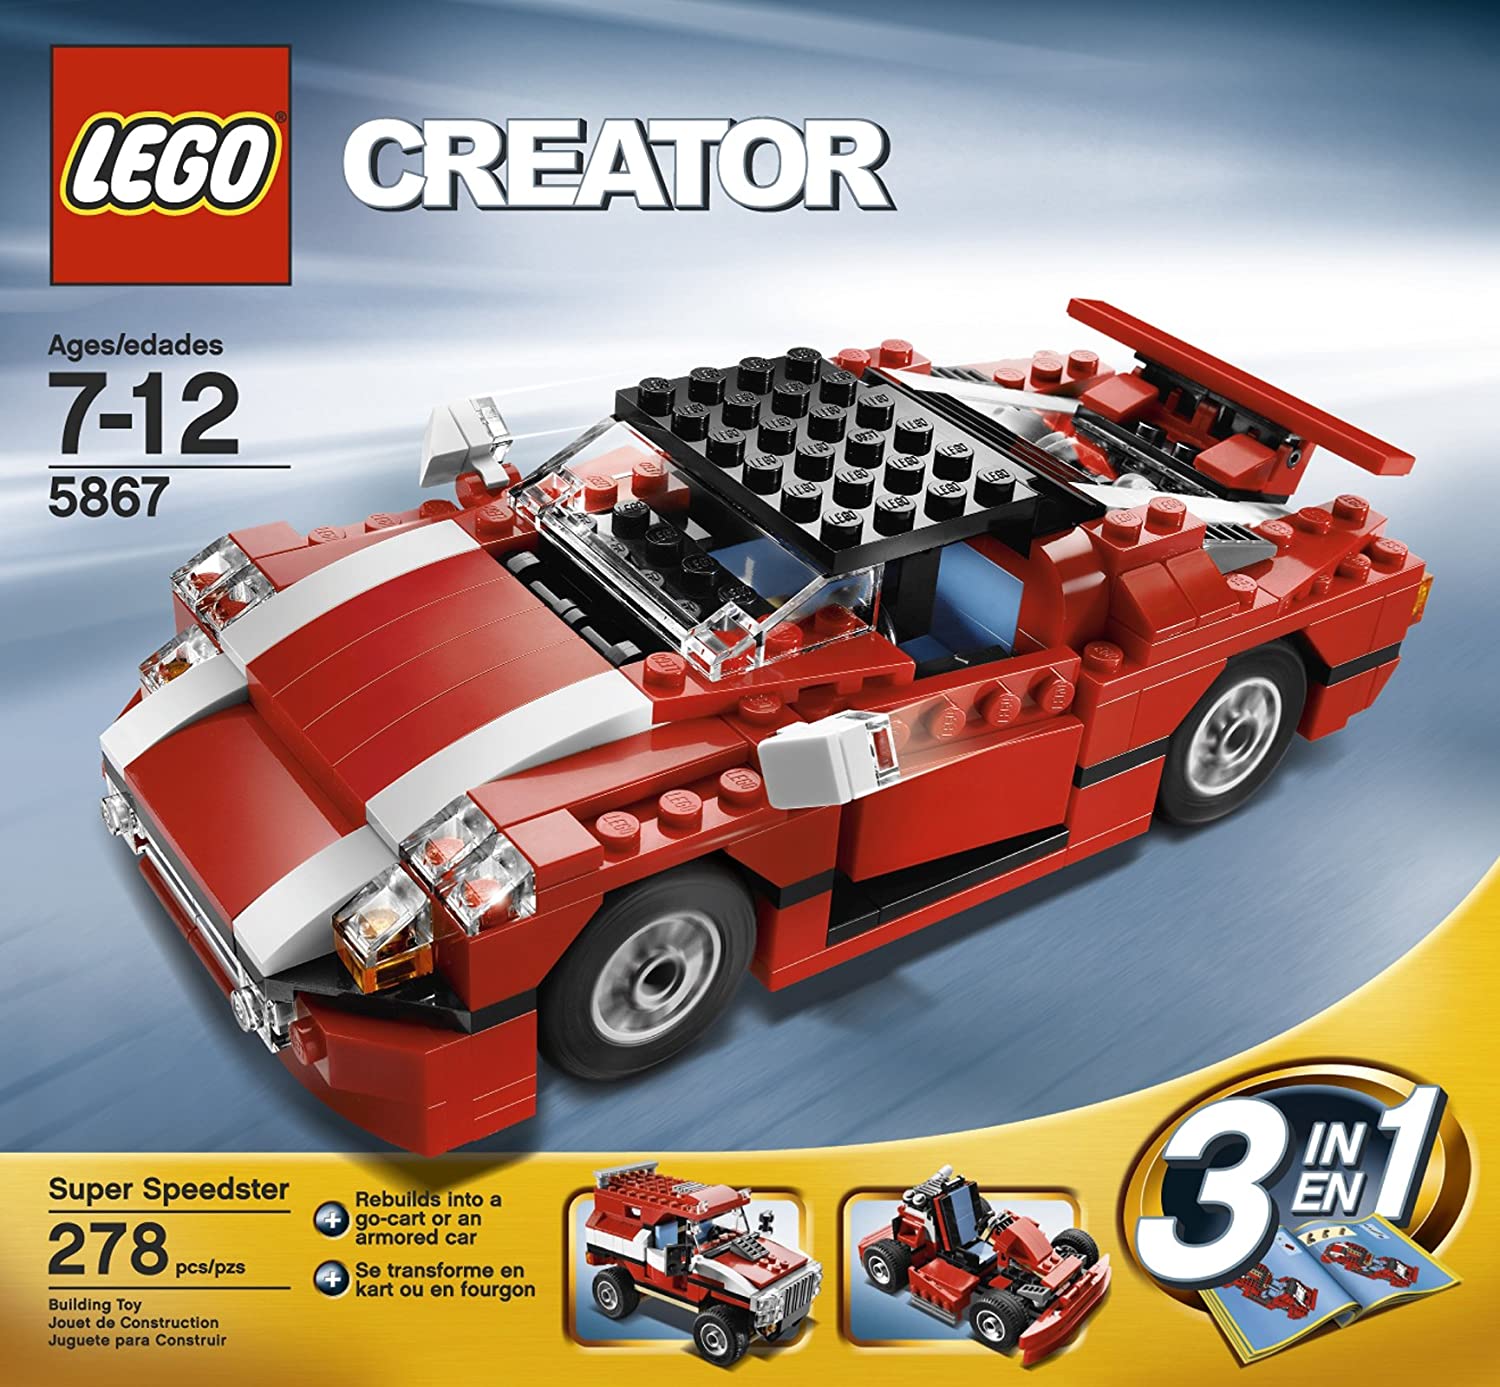 LEGO®
CREATOR
Ages/edades
7-12
5867
Super Speedster
278 pcs/pzs
Building Toy
Jouet de Construction
Juguete para Construir
Rebuilds into a
go-cart or an
armored car
Se transforme en
kart ou en fourgon
3 IN 1
EN